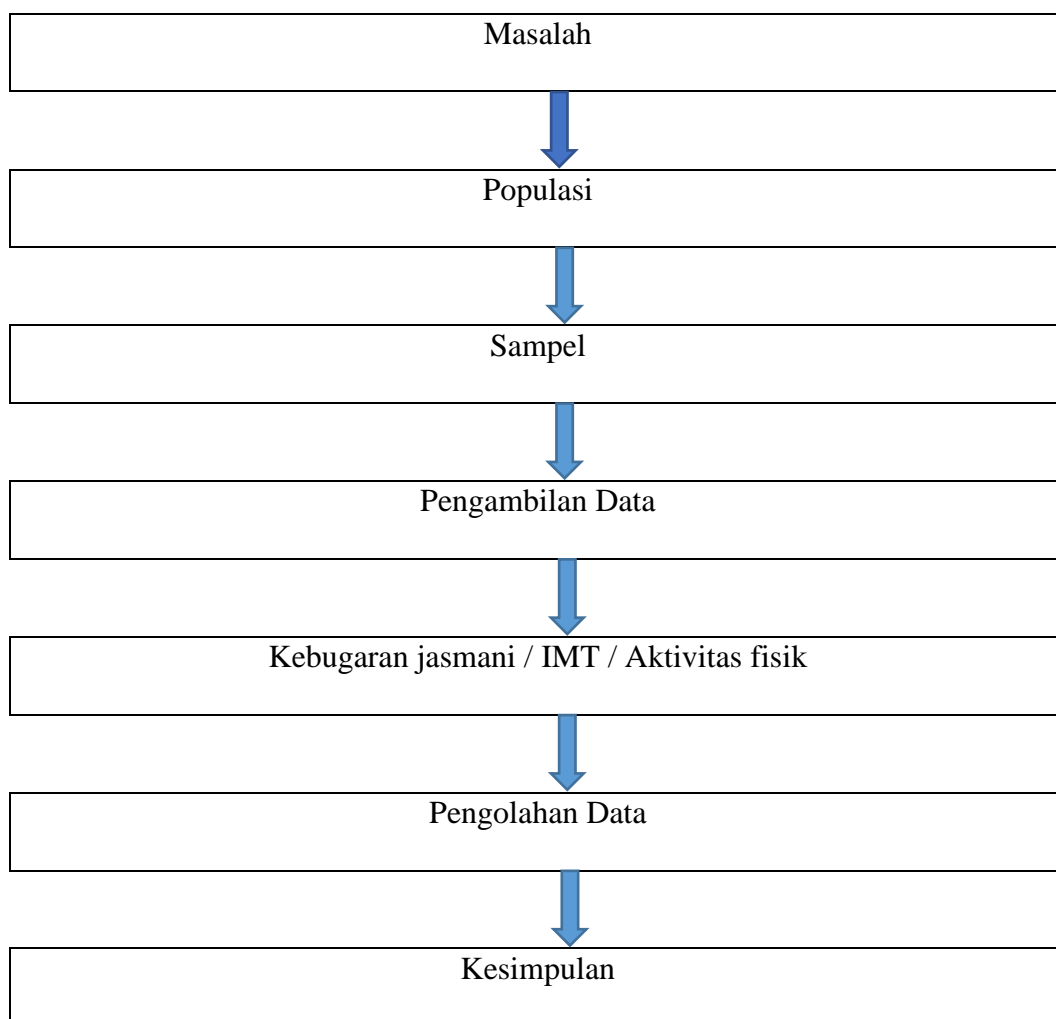 Masalah
Populasi
Sampel
Pengambilan Data
Kebugaran jasmani / IMT / Aktivitas fisik
Pengolahan Data
Kesimpulan